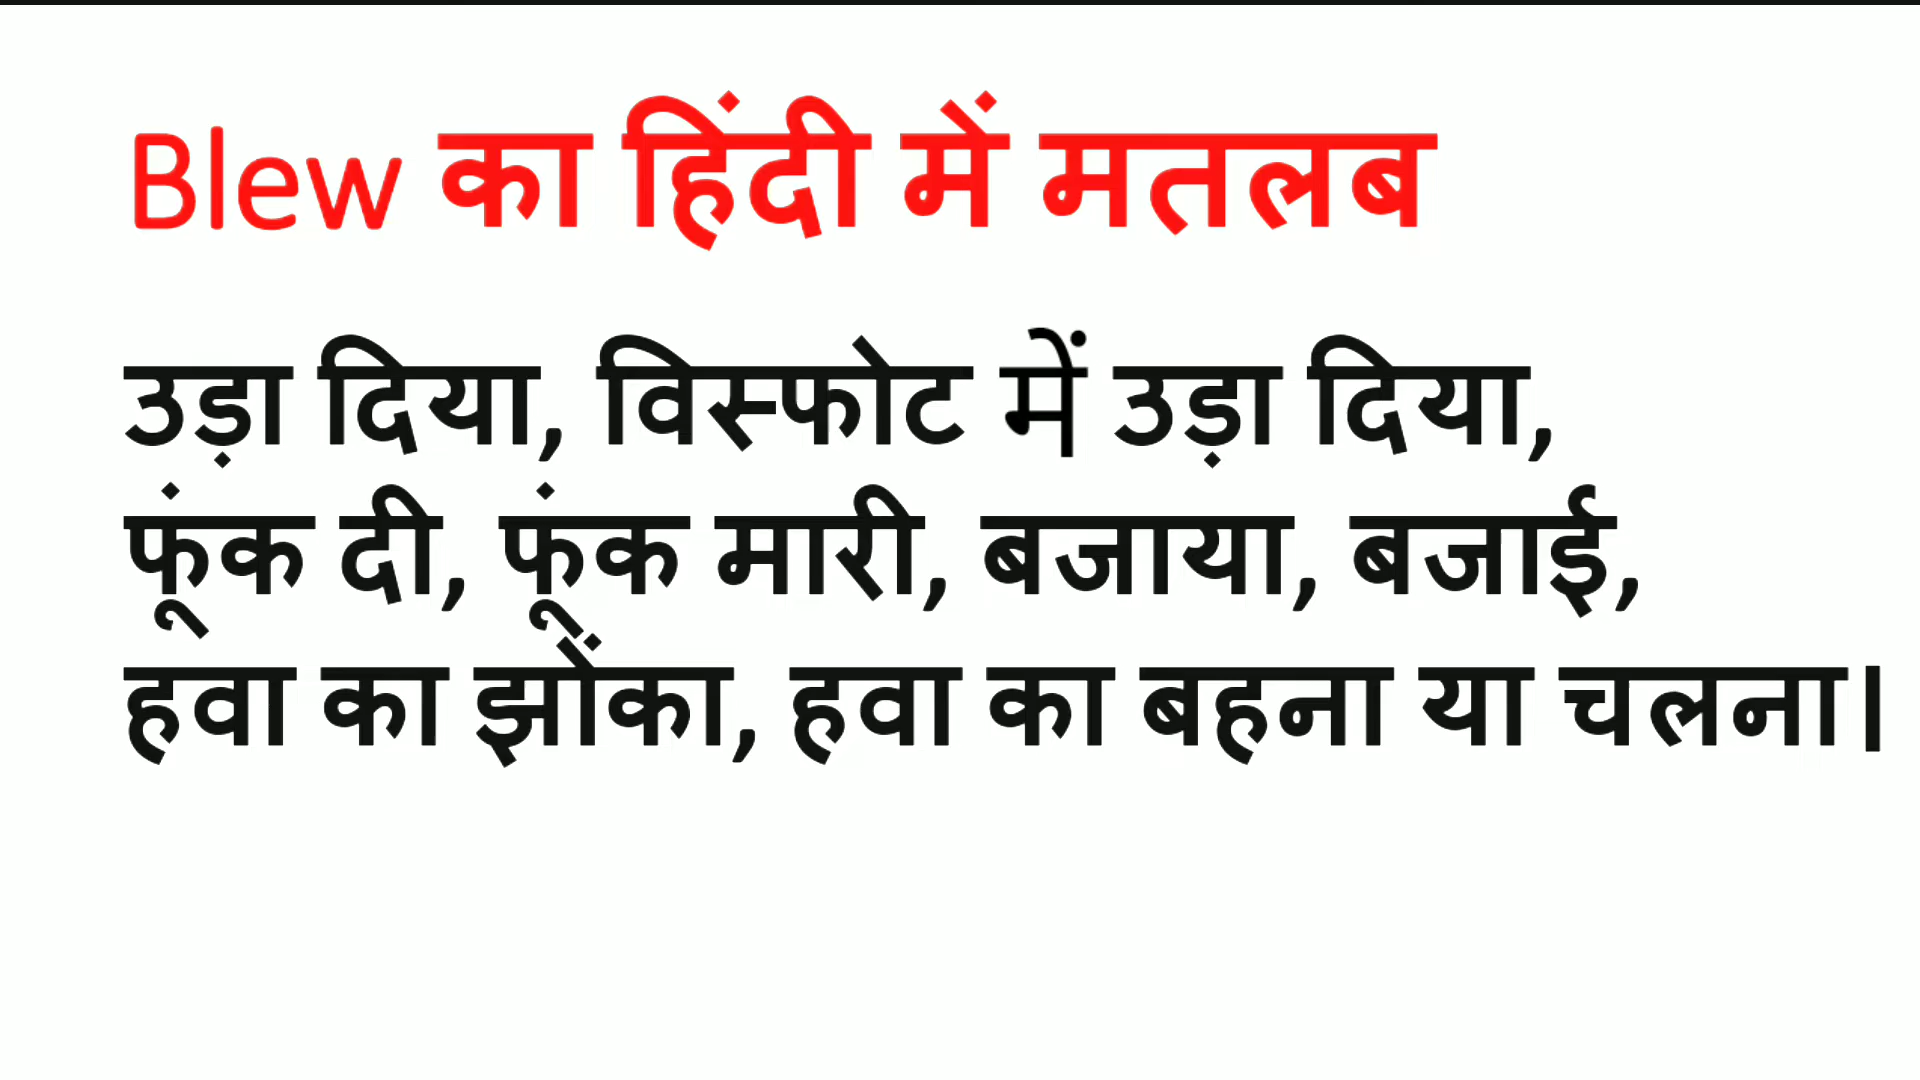 Blew का हिंदी में मतलब
उड़ा दिया, विस्फोट में उड़ा दिया,
फूंक दी, फूंक मारी, बजाया, बजाई,
हवा का झोंका, हवा का बहना या चलना।